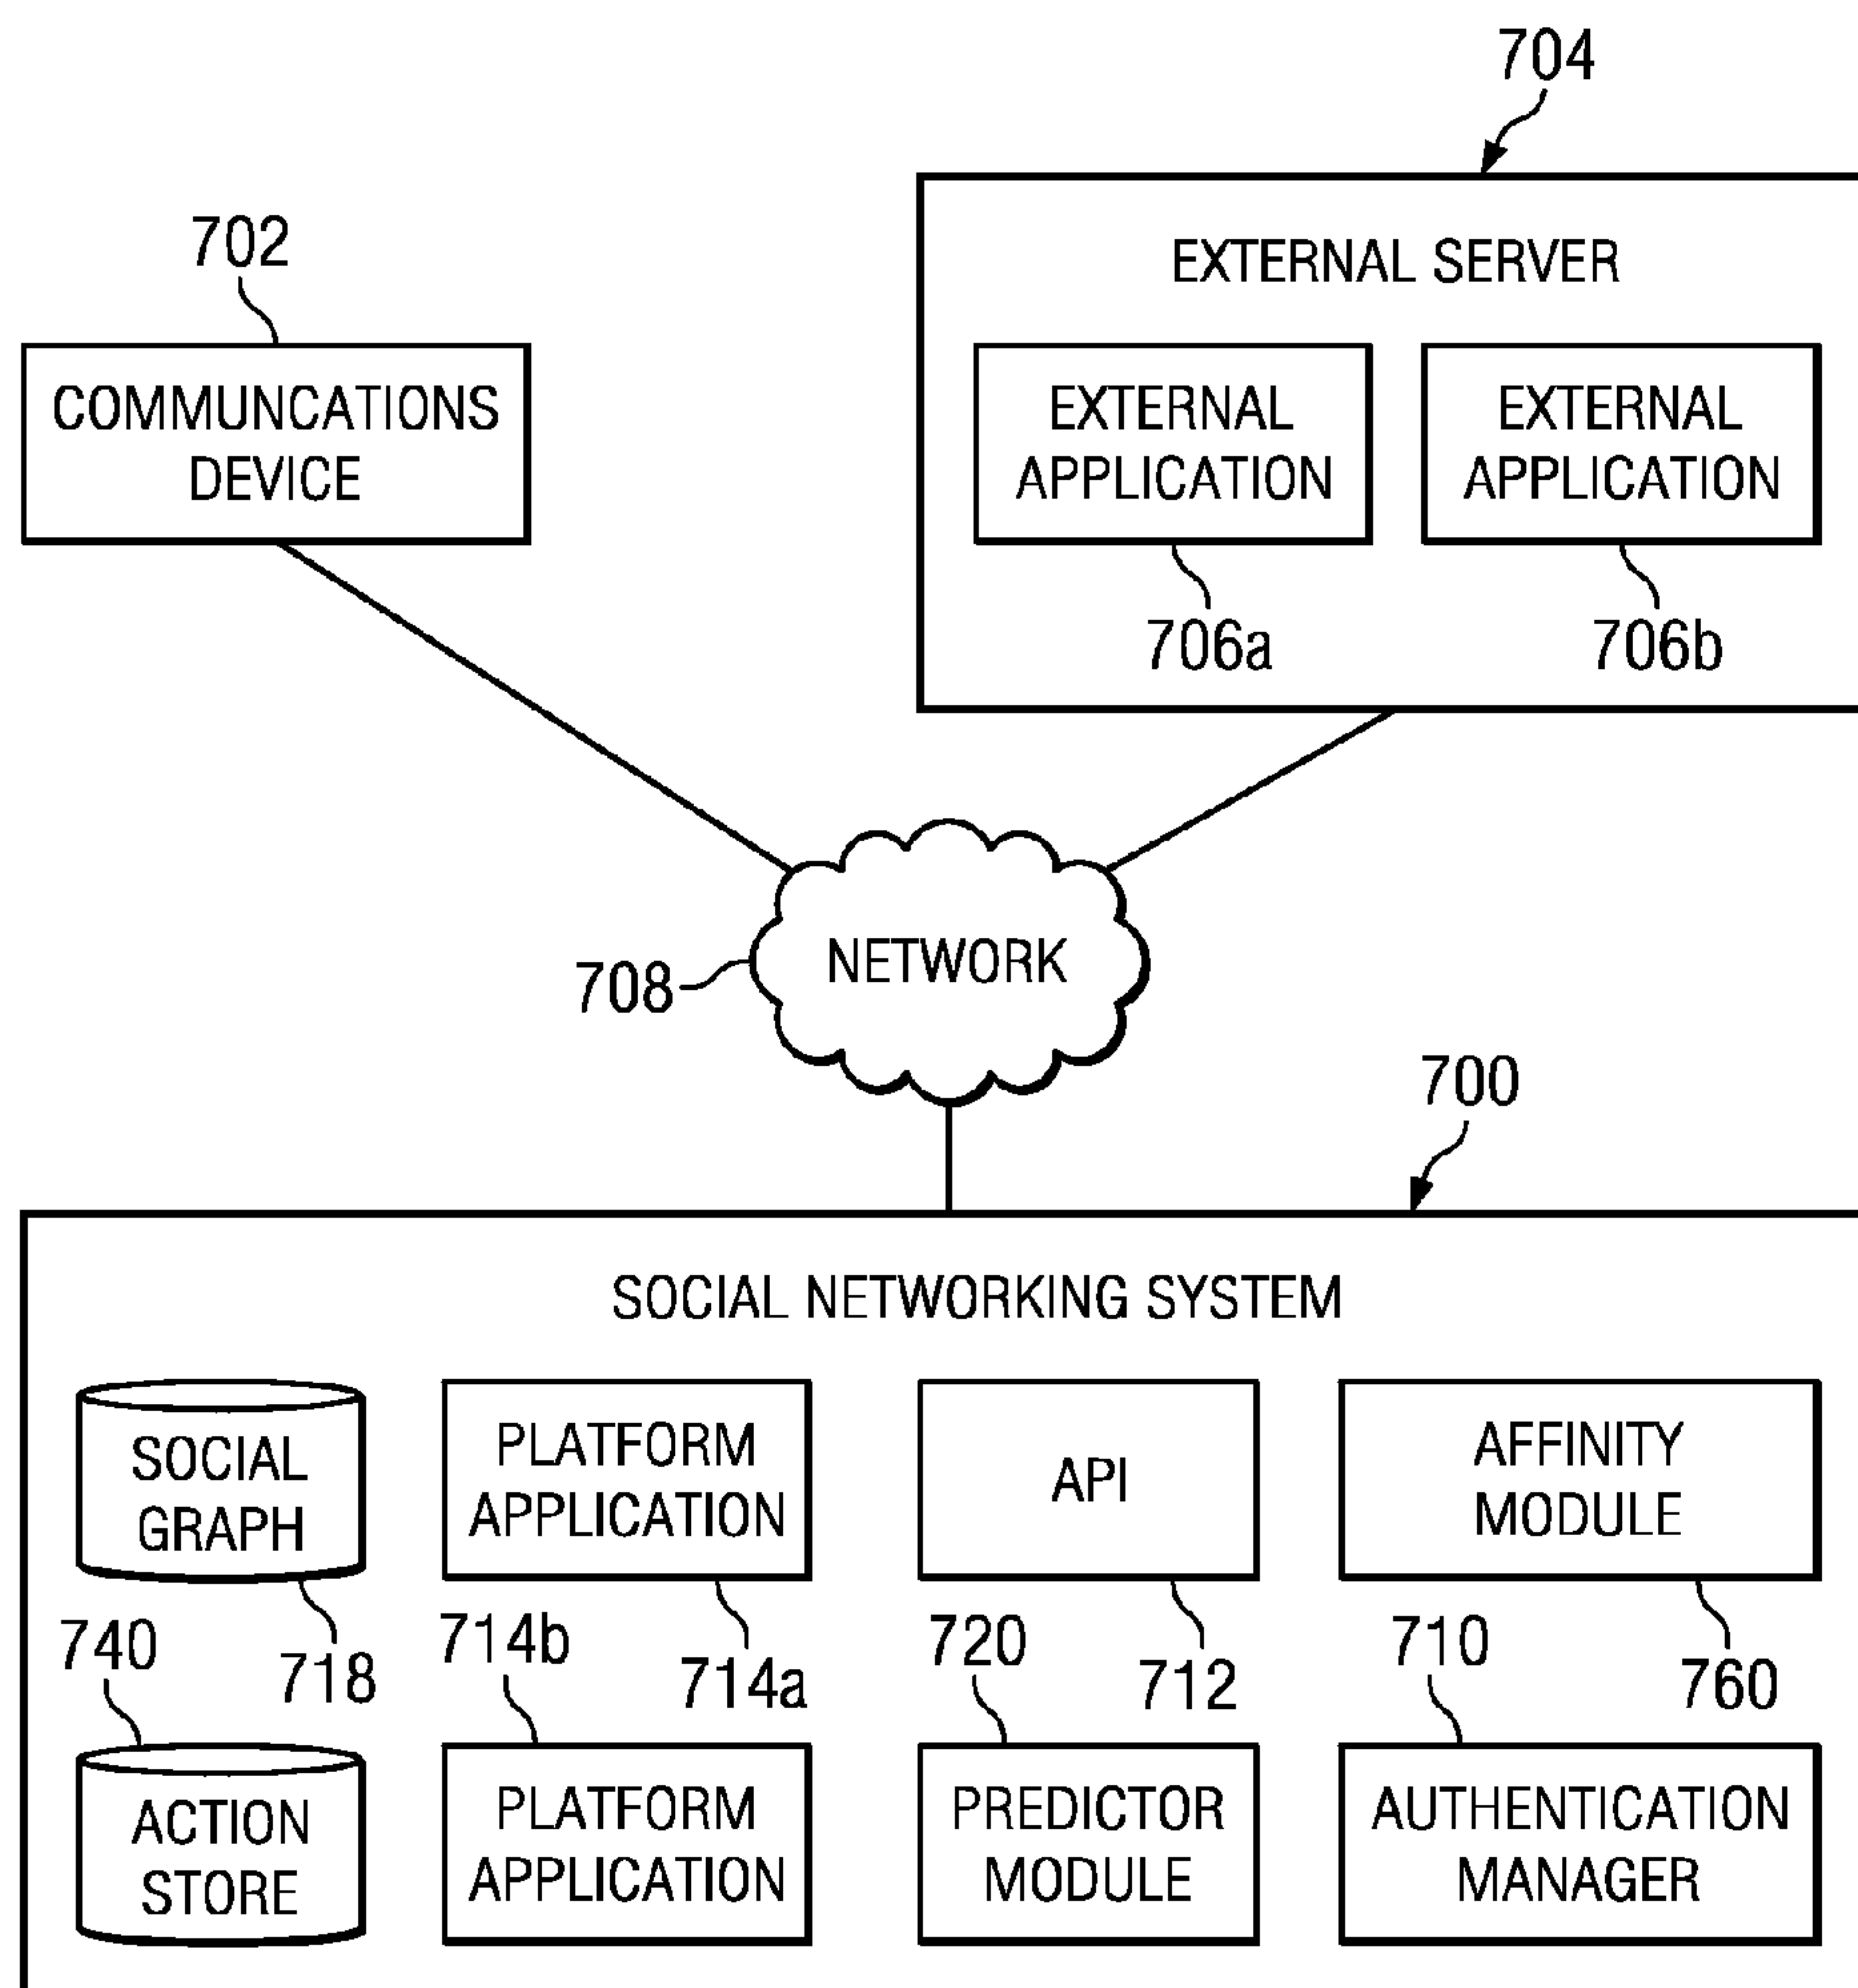 704
702
EXTERNAL SERVER
COMMUNCATIONS
DEVICE
EXTERNAL
APPLICATION
EXTERNAL
APPLICATION
706a
706b
NETWORK
708
700
SOCIAL NETWORKING SYSTEM
SOCIAL
GRAPH
PLATFORM
APPLICATION
API
AFFINITY
MODULE
740
718
714b
714a
720
712
710
760
ACTION
STORE
PLATFORM
APPLICATION
PREDICTOR
MODULE
AUTHENTICATION
MANAGER